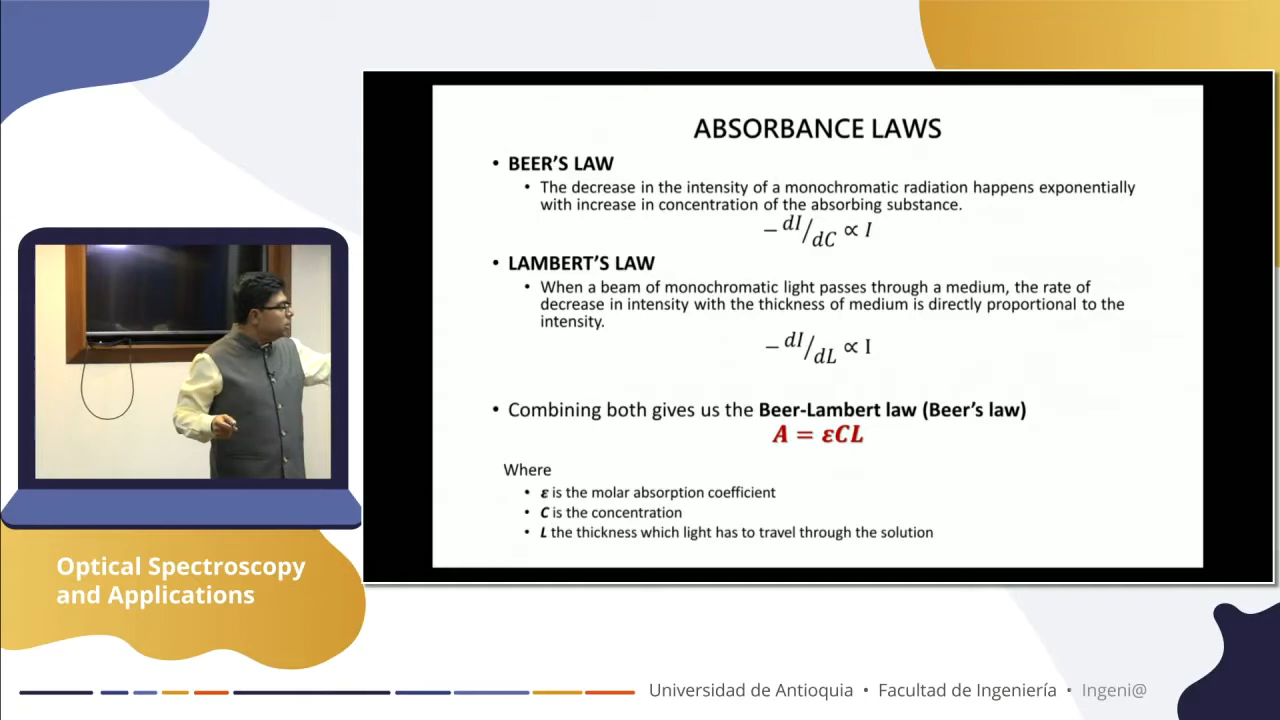 ABSORBANCE LAWS
• BEER'S LAW
• The decrease in the intensity of a monochromatic radiation happens exponentially
with increase in concentration of the absorbing substance.
− dI/dC ∝ I
• LAMBERT'S LAW
• When a beam of monochromatic light passes through a medium, the rate of
decrease in intensity with the thickness of medium is directly proportional to the
intensity.
− dI/dL ∝ I
• Combining both gives us the Beer-Lambert law (Beer's law)
A = εCL
Where
• ε is the molar absorption coefficient
• C is the concentration
• L the thickness which light has to travel through the solution
Optical Spectroscopy
and Applications
Universidad de Antioquia • Facultad de Ingeniería • Ingeni@